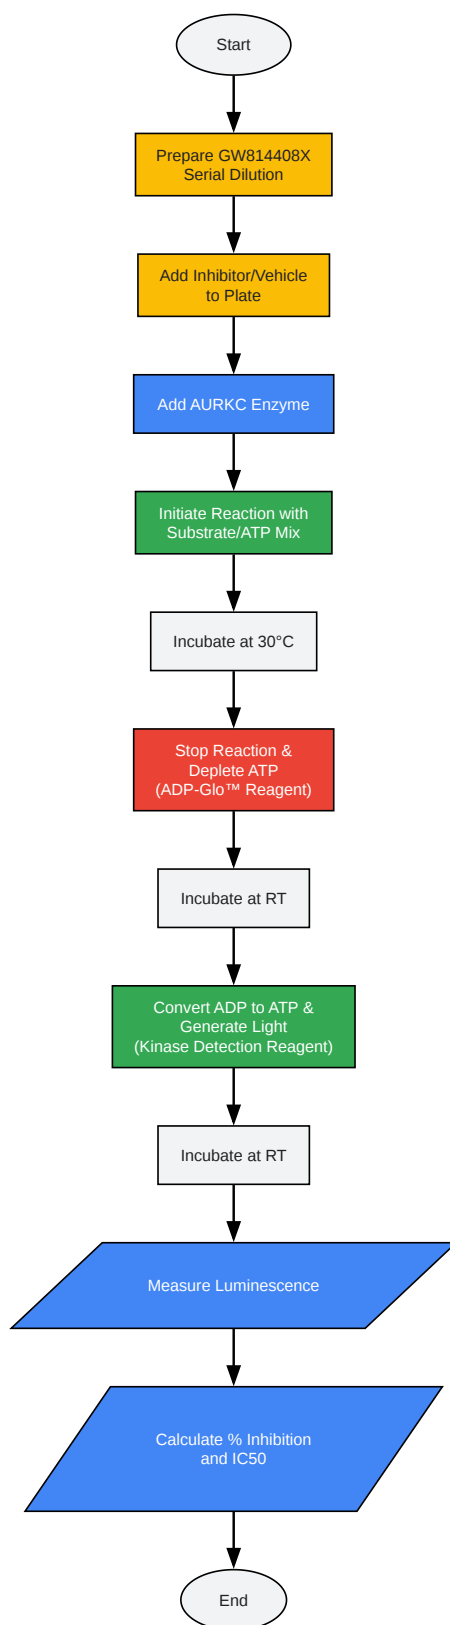 Start
Prepare GW814408X
Serial Dilution
Add Inhibitor/Vehicle
to Plate
Add AURKC Enzyme
Initiate Reaction with
Substrate/ATP Mix
Incubate at 30°C
Stop Reaction &
Deplete ATP
(ADP-Glo™ Reagent)
Incubate at RT
Convert ADP to ATP &
Generate Light
(Kinase Detection Reagent)
Incubate at RT
Measure Luminescence
Calculate % Inhibition
and IC50
End